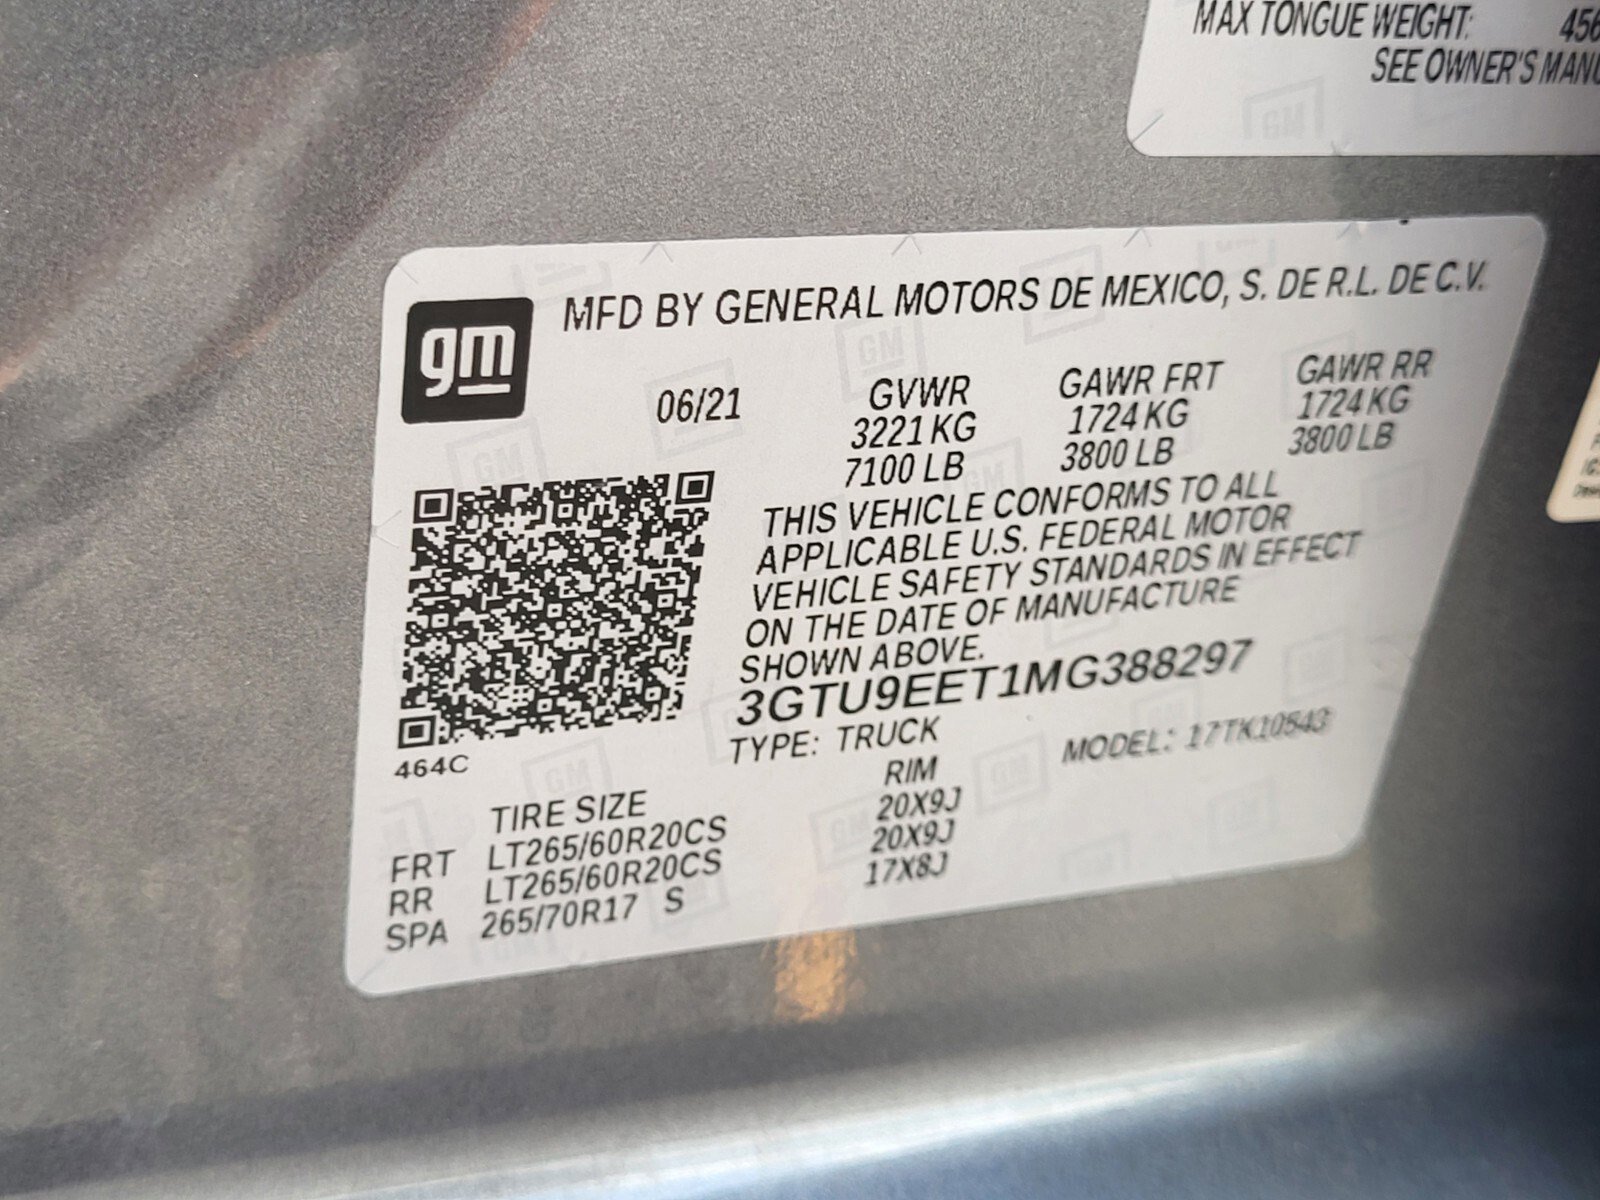 MAX TONGUE WEIGHT: 456
SEE OWNER'S MANU
gm
MFD BY GENERAL MOTORS DE MEXICO, S. DE R.L. DE C.V.
06/21 GVWR GAWR FRT GAWR RR
3221 KG 1724 KG 1724 KG
7100 LB 3800 LB 3800 LB
THIS VEHICLE CONFORMS TO ALL
APPLICABLE U.S. FEDERAL MOTOR
VEHICLE SAFETY STANDARDS IN EFFECT
ON THE DATE OF MANUFACTURE
SHOWN ABOVE.
3GTU9EET1MG388297
TYPE: TRUCK MODEL: 17TK10543
464C
TIRE SIZE RIM
FRT LT265/60R20CS 20X9J
RR LT265/60R20CS 20X9J
SPA 265/70R17 S 17X8J